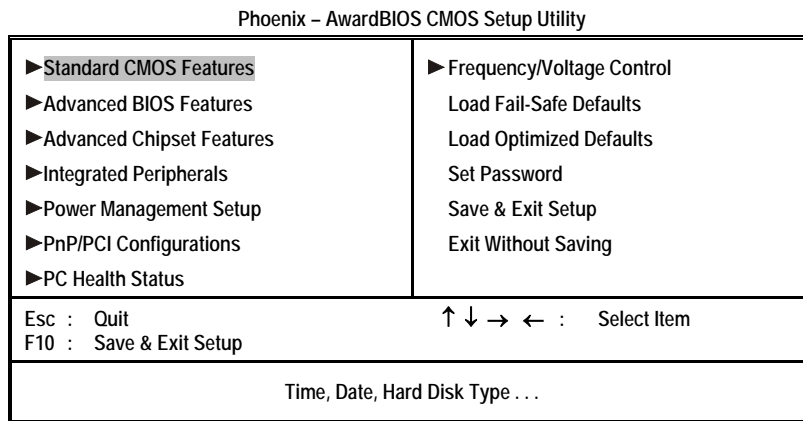 Phoenix – AwardBIOS CMOS Setup Utility
►Standard CMOS Features
►Advanced BIOS Features
►Advanced Chipset Features
►Integrated Peripherals
►Power Management Setup
►PnP/PCI Configurations
►PC Health Status
►Frequency/Voltage Control
Load Fail-Safe Defaults
Load Optimized Defaults
Set Password
Save & Exit Setup
Exit Without Saving
Esc : Quit
F10 : Save & Exit Setup
↑ ↓ → ← : Select Item
Time, Date, Hard Disk Type . . .